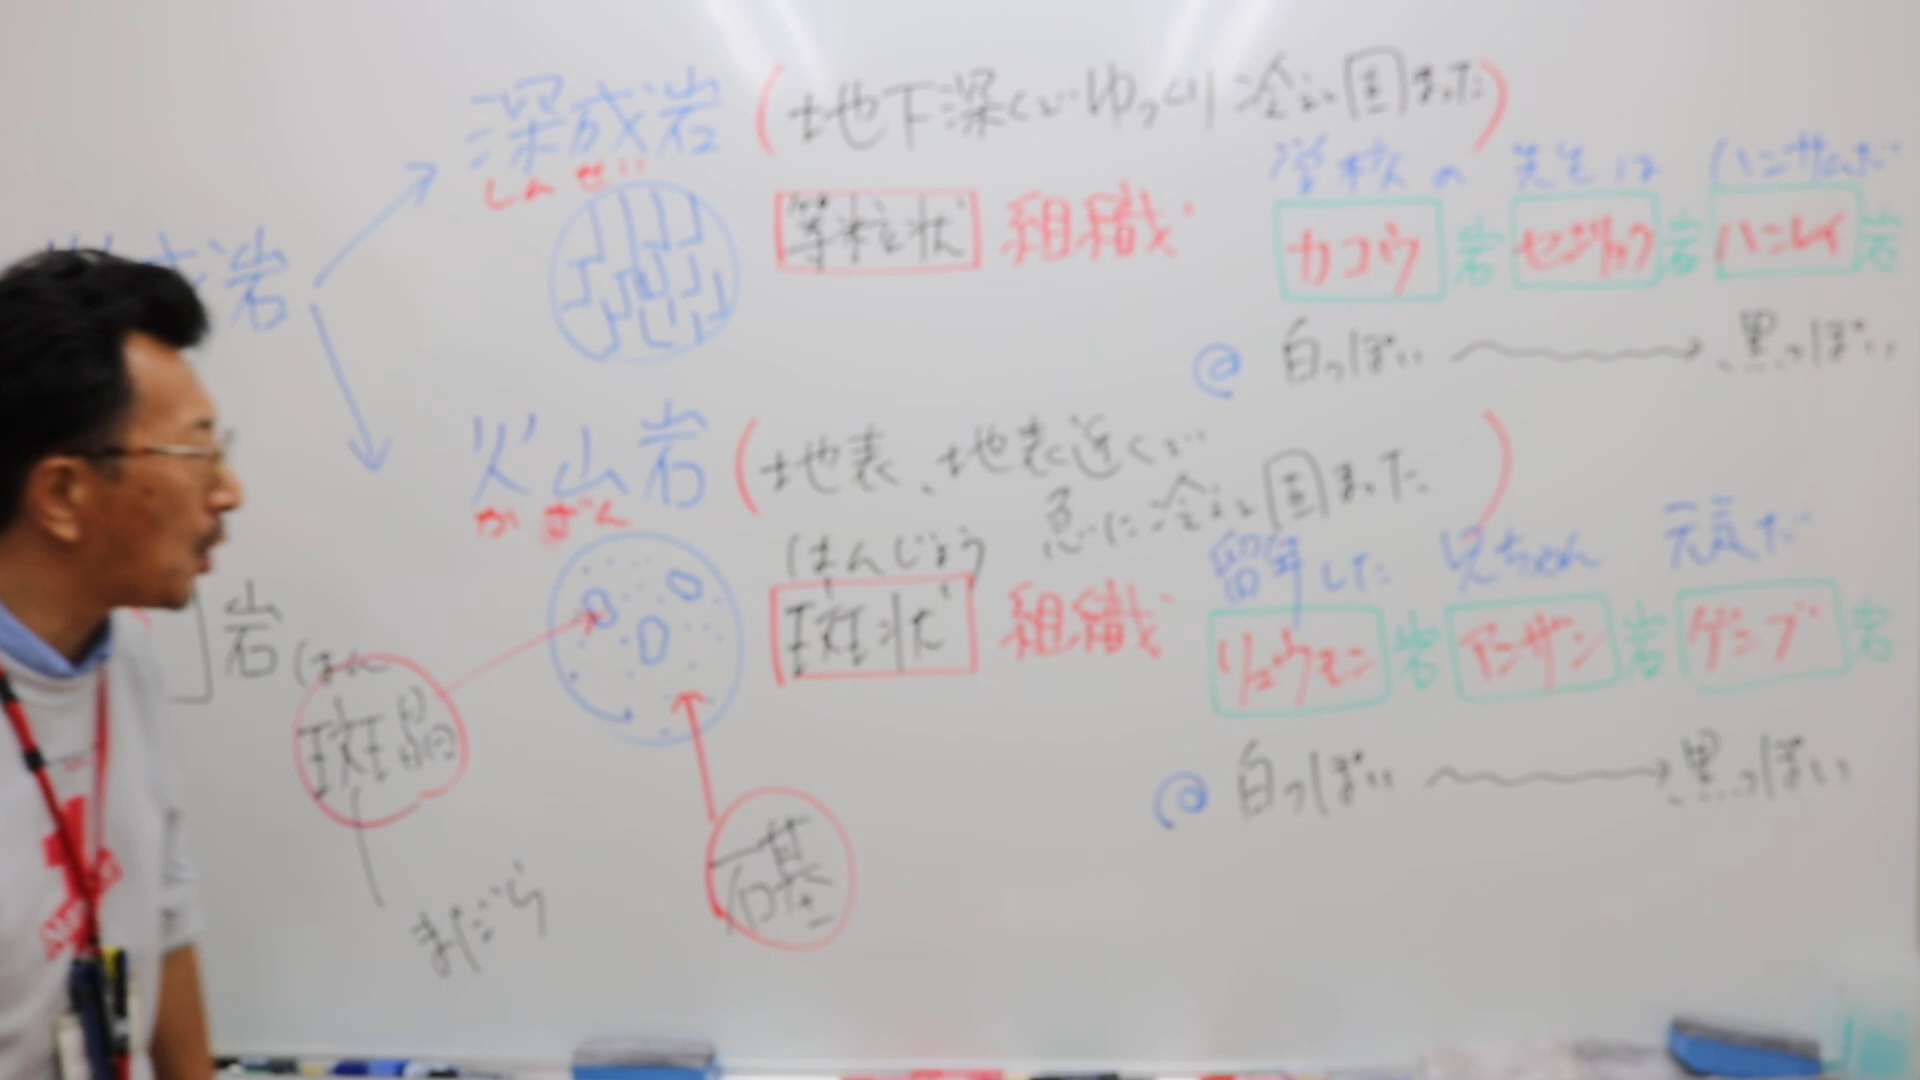 深成岩（地下深くでゆっくり冷えて固まった）
しんせい
学校の 先生は ハンサムだ
等粒状 組織
カコウ岩 センリョク岩 ハンレイ岩
@ 白っぽい → 黒っぽい
成岩
火山岩（地表、地表近くで
急に冷えて固まった）
かざん
はんじょう
斑状 組織
留年した 兄ちゃん 元気だ
リュウモン岩 アンザン岩 ゲンブ岩
@ 白っぽい → 黒っぽい
岩
はん
斑晶
まだら
石基